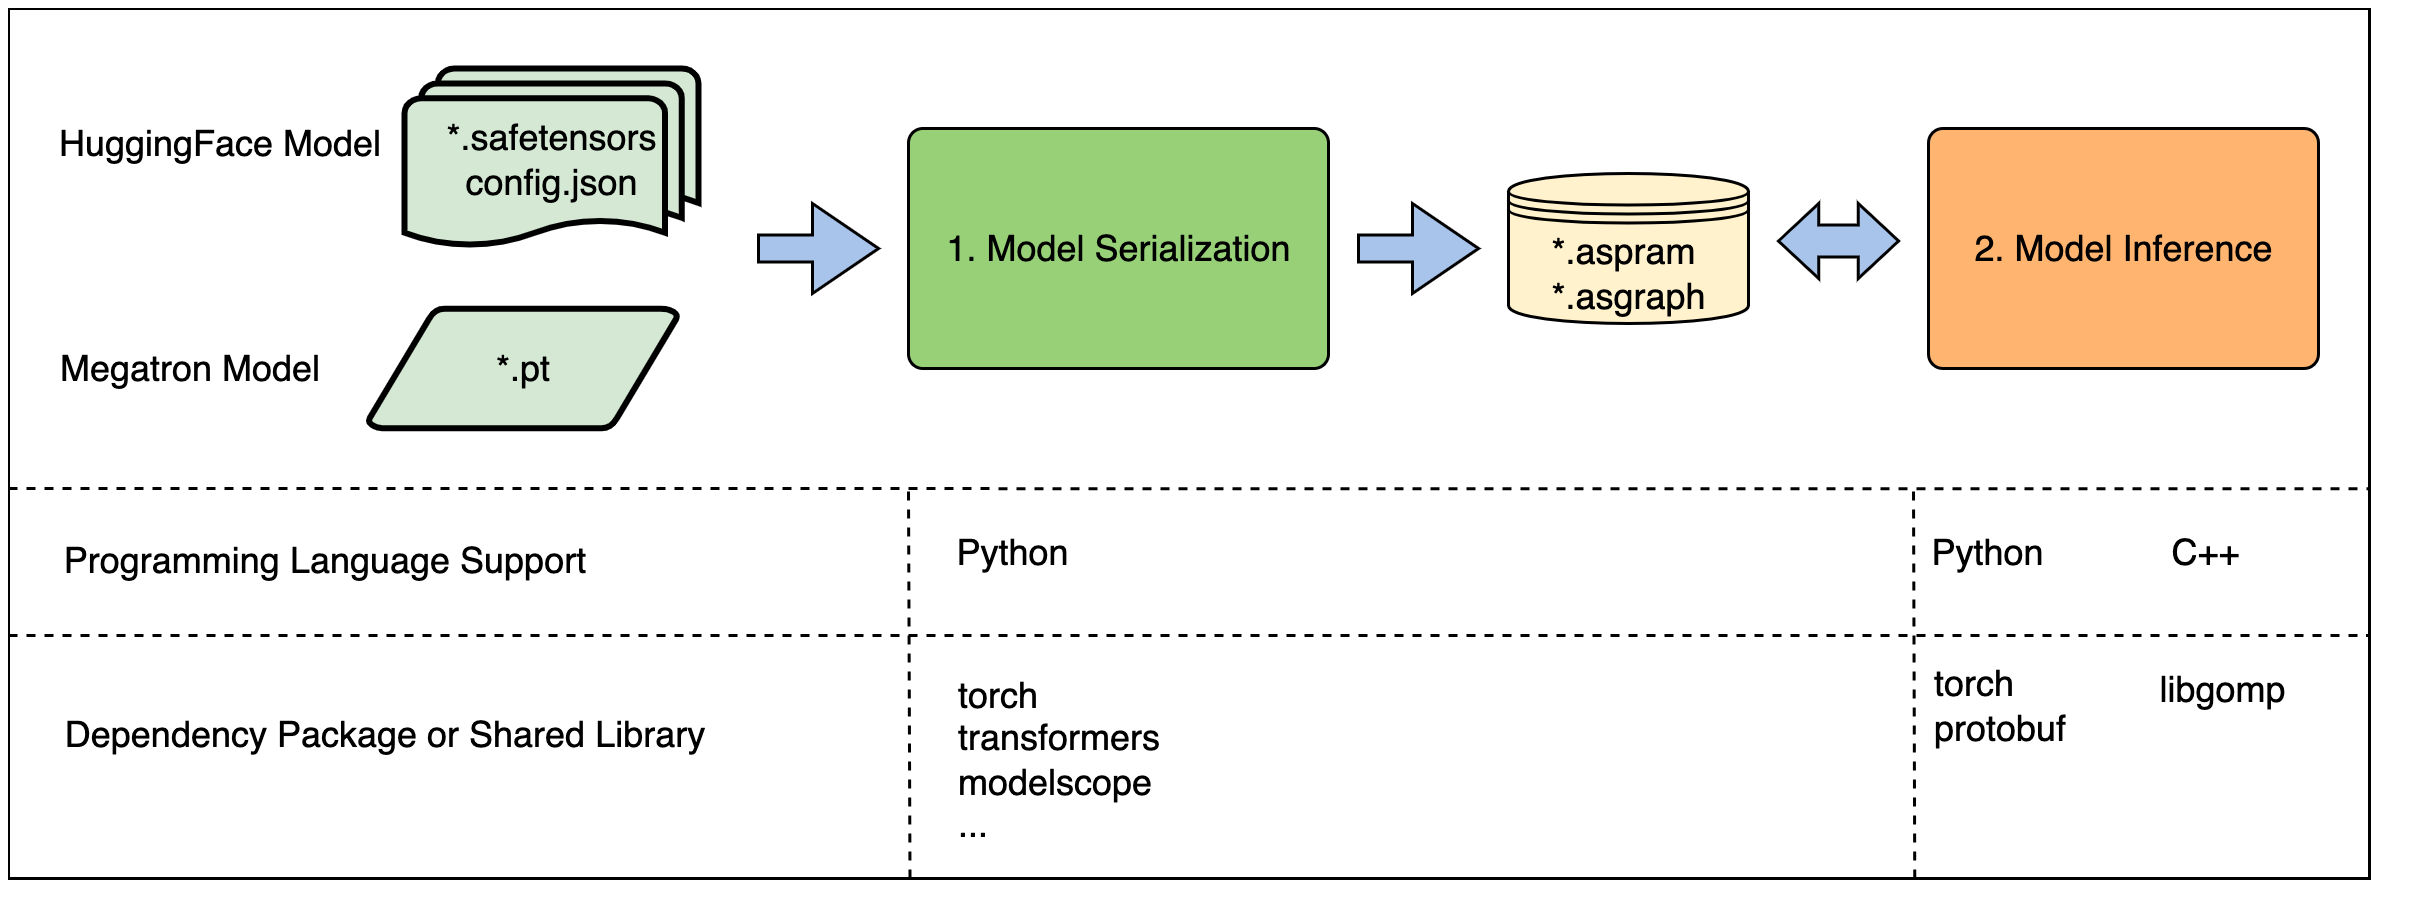 HuggingFace Model
*.safetensors
config.json
Megatron Model
*.pt
1. Model Serialization
*.aspram
*.asgraph
2. Model Inference
Programming Language Support
Python
Python
C++
Dependency Package or Shared Library
torch
transformers
modelscope
...
torch
protobuf
libgomp